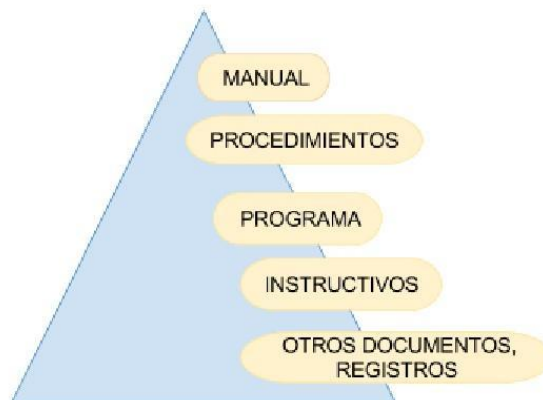 MANUAL
PROCEDIMIENTOS
PROGRAMA
INSTRUCTIVOS
OTROS DOCUMENTOS,
REGISTROS